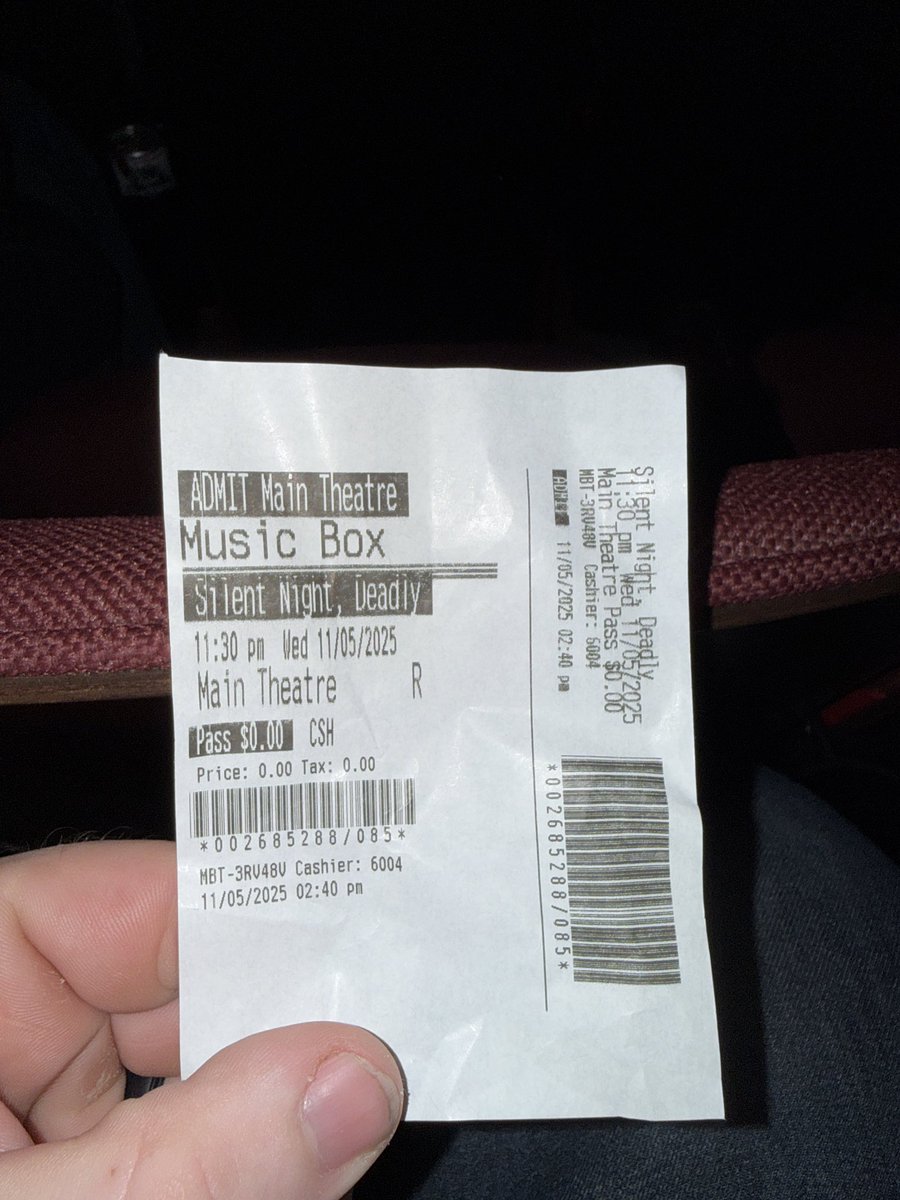 ADMIT Main Theatre
Music Box
Silent Night, Deadly
11:30 pm Wed 11/05/2025
Main Theatre R
Pass $0.00 CSH
Price: 0.00 Tax: 0.00
*002685288/085*
MBT-3RV48V Cashier: 6004
11/05/2025 02:40 pm
Silent Night, Deadly
11:30 pm Wed 11/05/2025
Main Theatre Pass $0.00
MBT-3RV48V Cashier: 6004
11/05/2025 02:40 pm
*002685288/085*